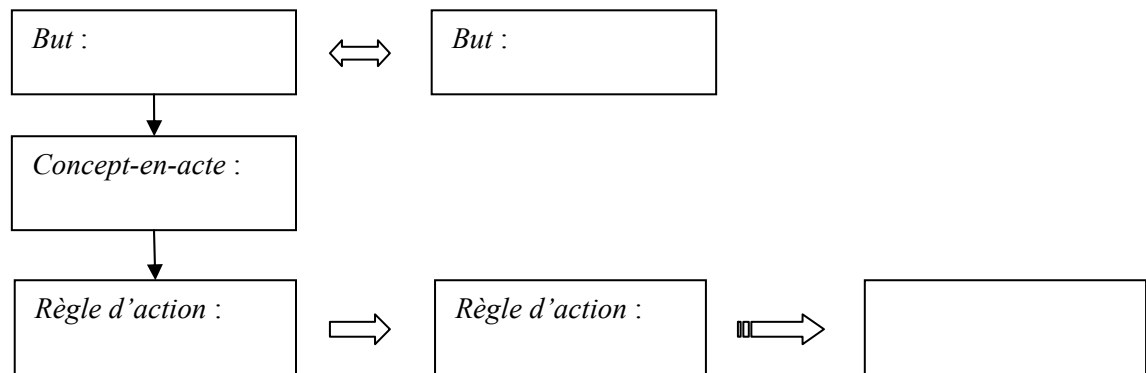 But :
But :
Concept-en-acte :
Règle d’action :
Règle d’action :